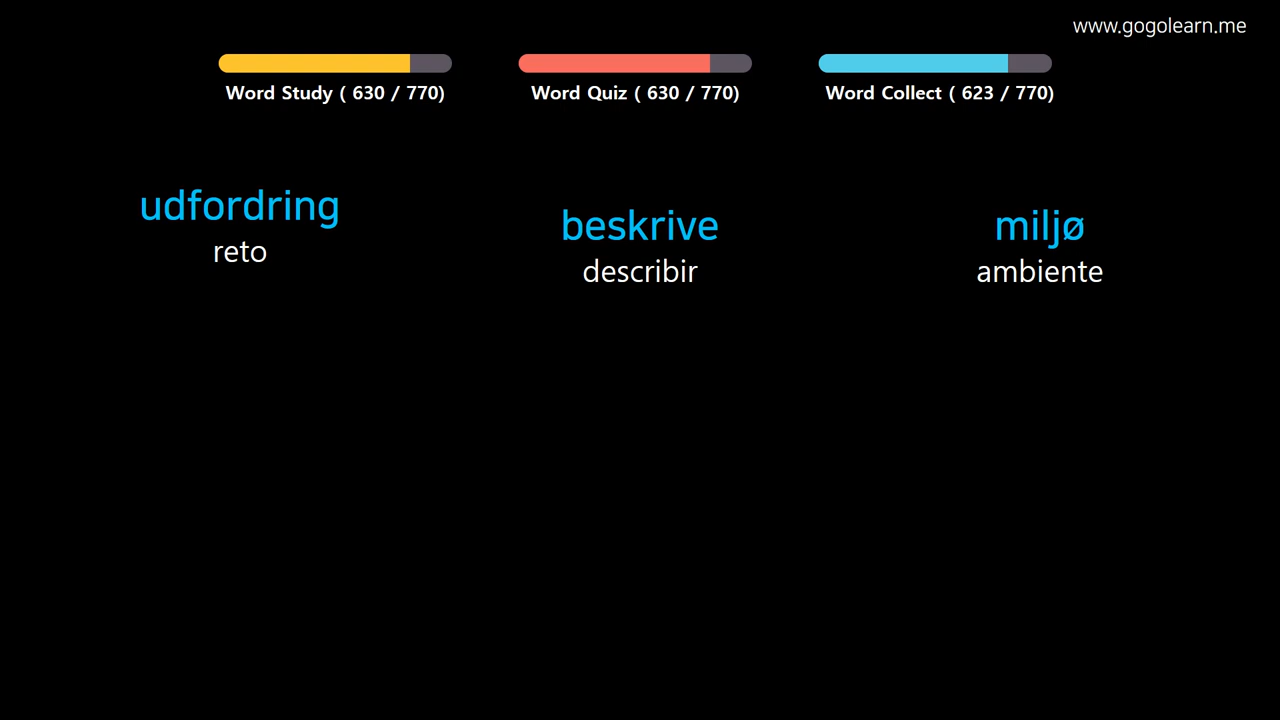 www.gogolearn.me
Word Study ( 630 / 770)
Word Quiz ( 630 / 770)
Word Collect ( 623 / 770)
udfordring
reto
beskrive
describir
miljø
ambiente